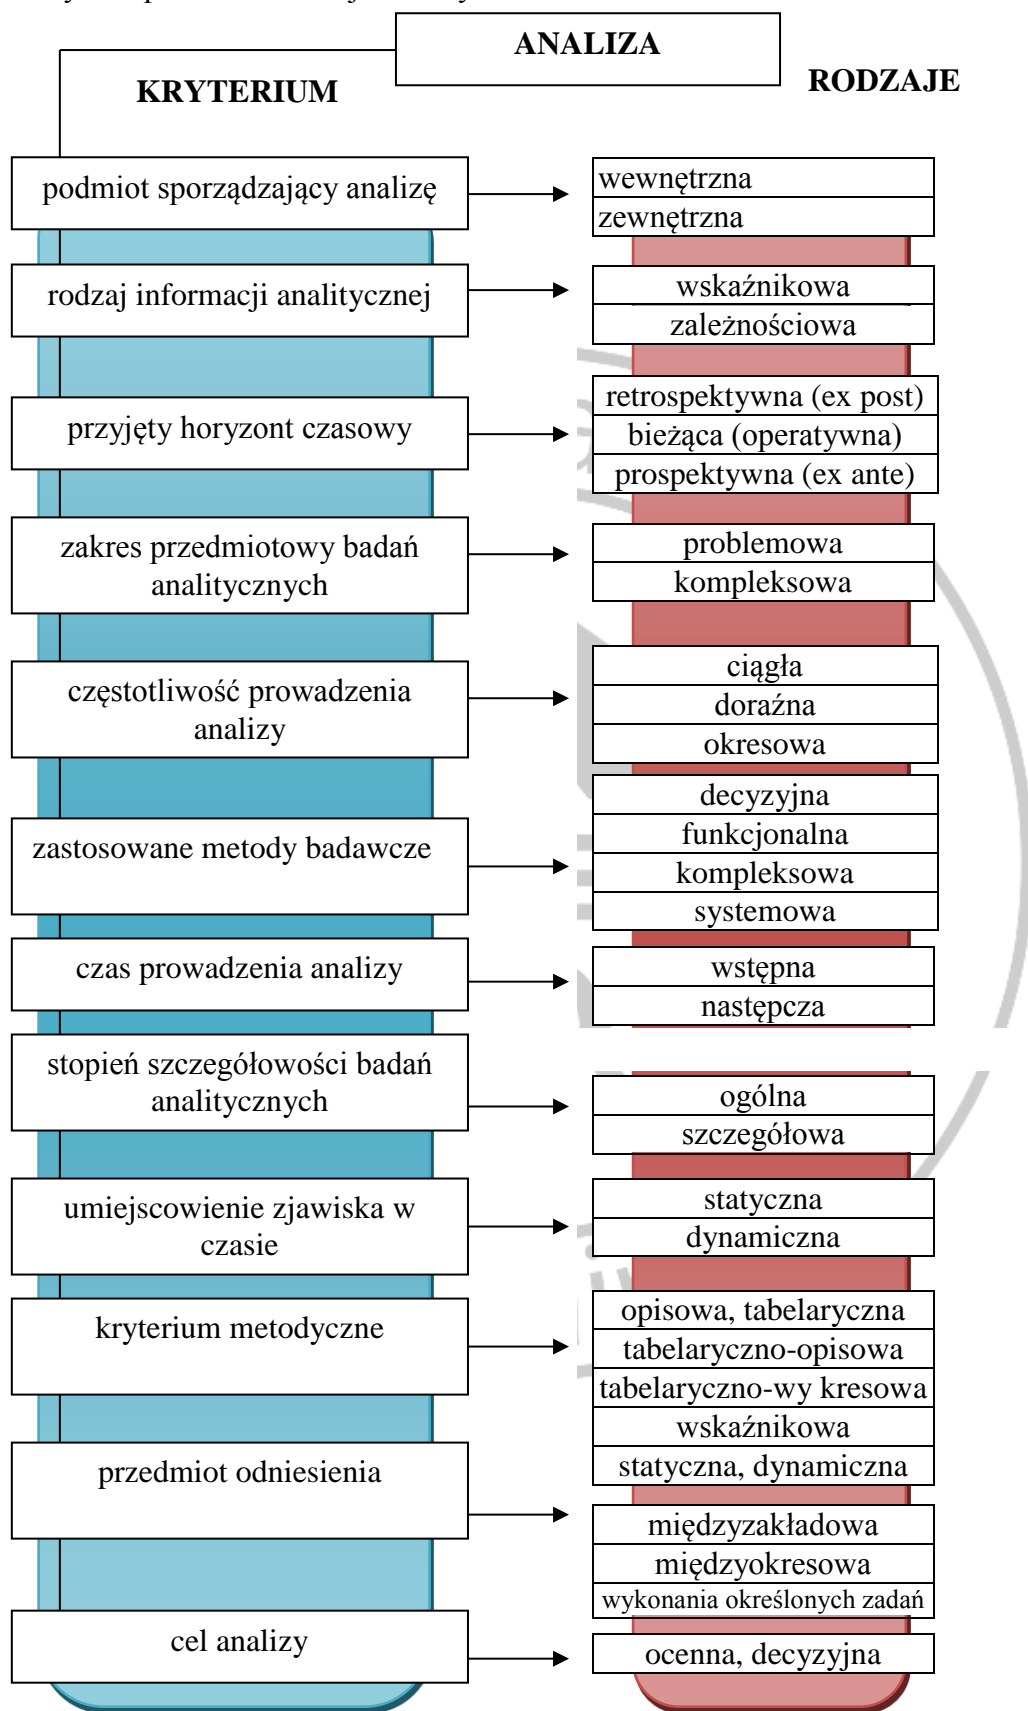 ANALIZA
KRYTERIUM
RODZAJE
podmiot sporządzający analizę
wewnętrzna
zewnętrzna
rodzaj informacji analitycznej
wskaźnikowa
zależnościowa
przyjęty horyzont czasowy
retrospektywna (ex post)
bieżąca (operatywna)
prospektywna (ex ante)
zakres przedmiotowy badań
analitycznych
problemowa
kompleksowa
częstotliwość prowadzenia
analizy
ciągła
doraźna
okresowa
zastosowane metody badawcze
decyzyjna
funkcjonalna
kompleksowa
systemowa
czas prowadzenia analizy
wstępna
następcza
stopień szczegółowości badań
analitycznych
ogólna
szczegółowa
umiejscowienie zjawiska w
czasie
statyczna
dynamiczna
kryterium metodyczne
opisowa, tabelaryczna
tabelaryczno-opisowa
tabelaryczno-wy kresowa
wskaźnikowa
statyczna, dynamiczna
przedmiot odniesienia
międzyzakładowa
międzyokresowa
wykonania określonych zadań
cel analizy
ocenna, decyzyjna